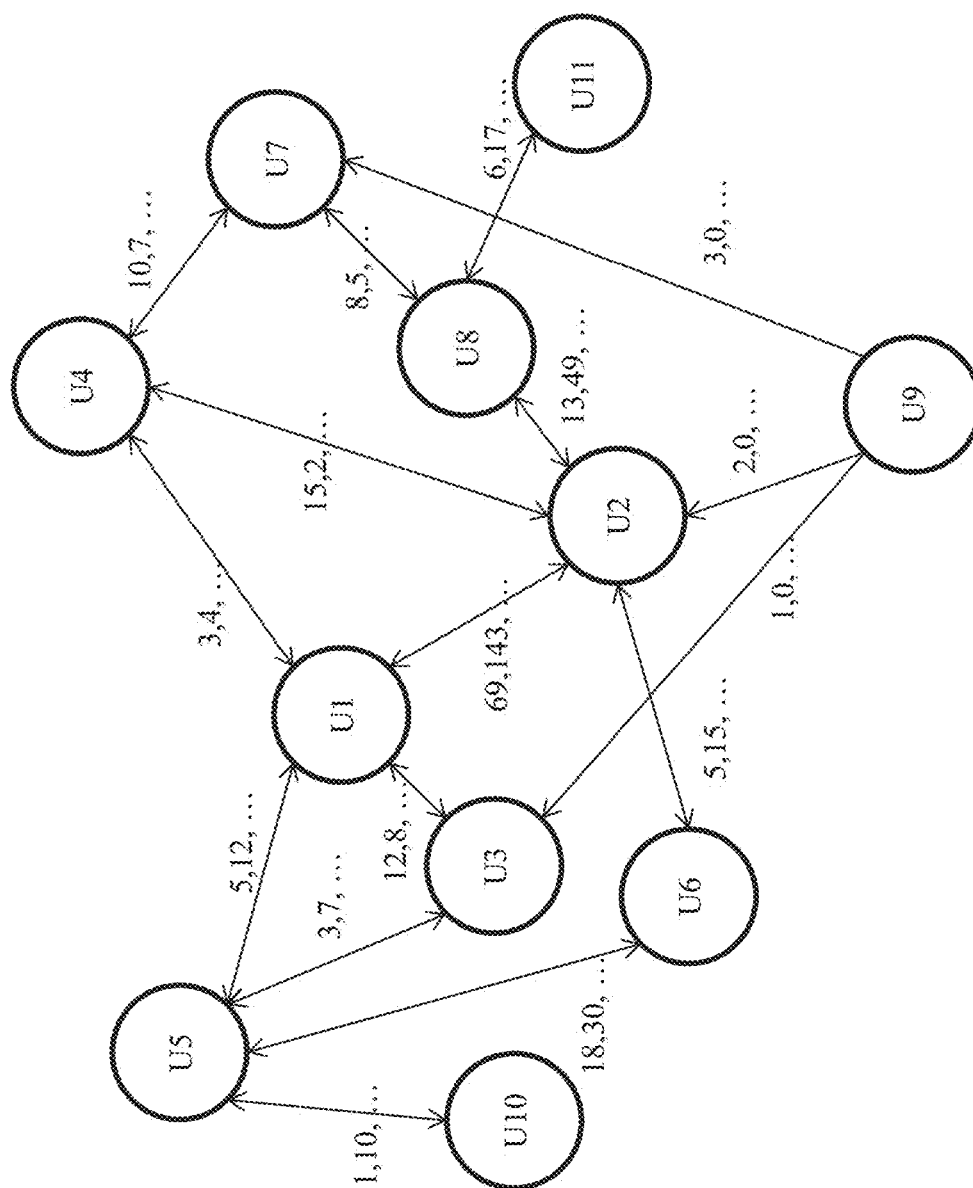 U4
10,7, …
U7
U11
6,17, …
8,5, …
U8
3,4, …
15,2, …
13,49, …
3,0, …
U1
U2
69,143, …
2,0, …
U9
5,12, …
12,8, …
U3
3,7, …
1,0, …
5,15, …
U6
U5
18,30, …
1,10, …
U10